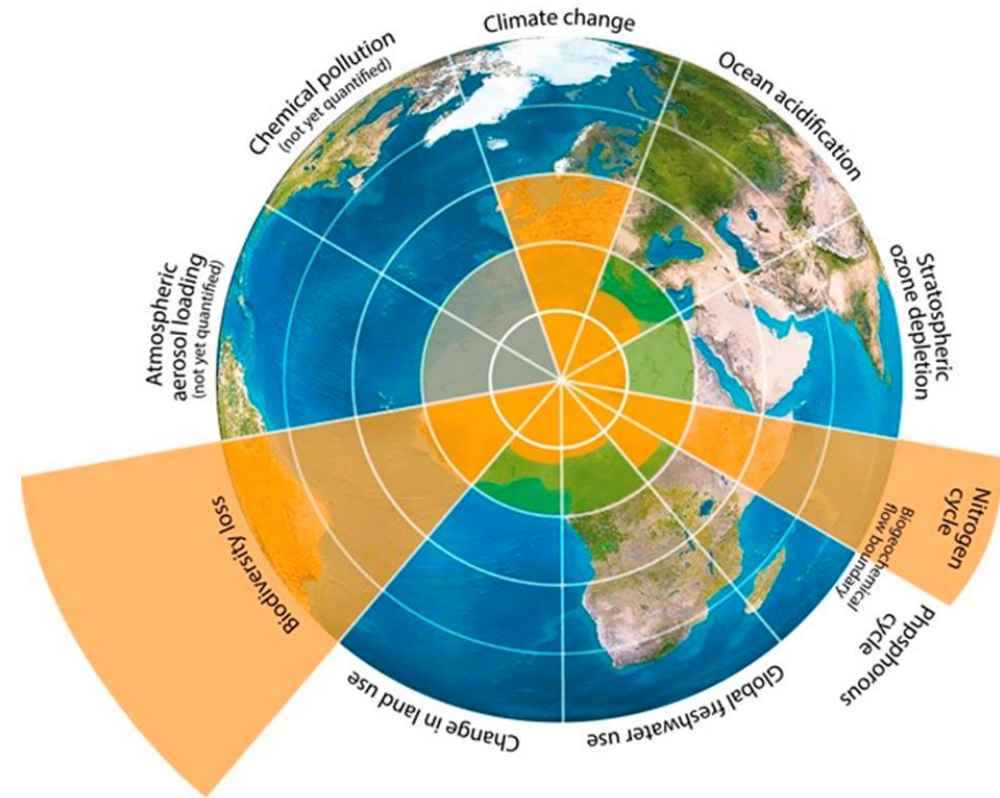 Climate change
Ocean acidification
Stratospheric
ozone depletion
Nitrogen
cycle
Biogeochemical
flow boundary
Phpsphorous
cycle
Global freshwater use
Change in land use
Biodiversity loss
Atmospheric
aerosol loading
(not yet quantified)
Chemical pollution
(not yet quantified)